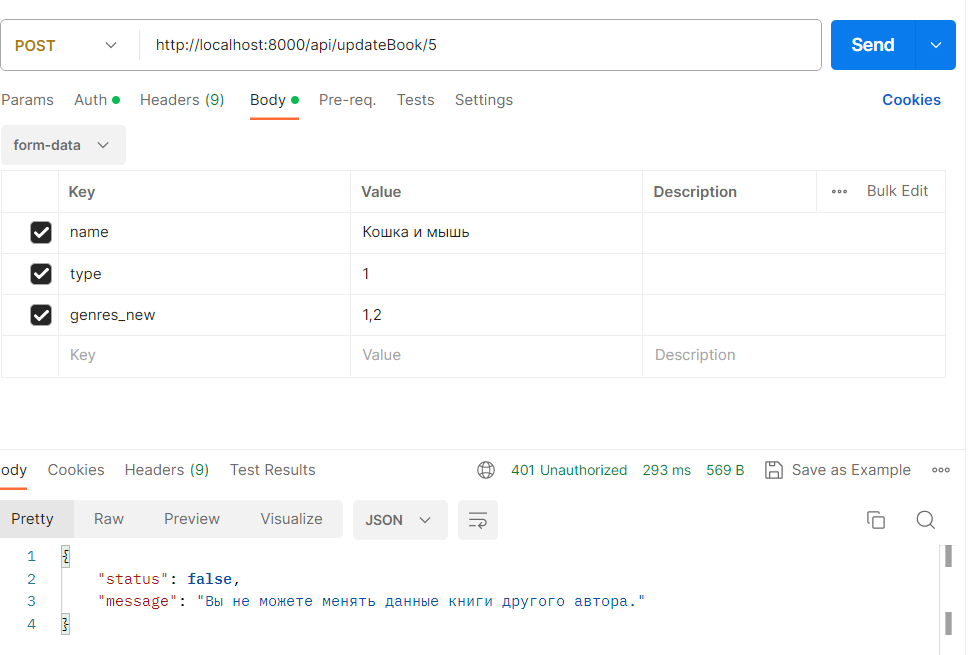 POST http://localhost:8000/api/updateBook/5 Send
Params Auth Headers (9) Body Pre-req. Tests Settings Cookies
form-data
Key Value Description Bulk Edit
name Кошка и мышь
type 1
genres_new 1,2
Key Value Description
ody Cookies Headers (9) Test Results 401 Unauthorized 293 ms 569 B Save as Example
Pretty Raw Preview Visualize JSON
1 {
2 "status": false,
3 "message": "Вы не можете менять данные книги другого автора."
4 }